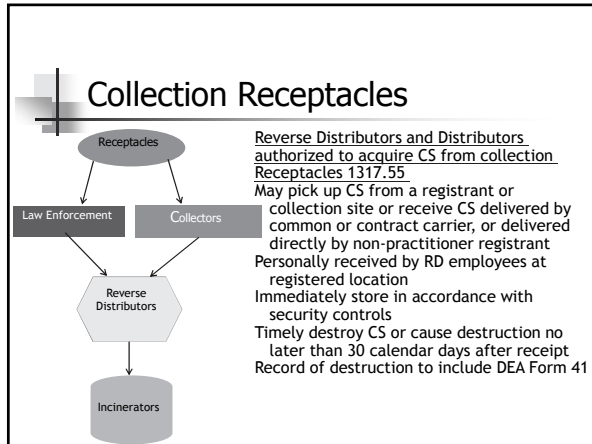 Collection Receptacles
Receptacles
Law Enforcement
Collectors
Reverse
Distributors
Incinerators
Reverse Distributors and Distributors
authorized to acquire CS from collection
Receptacles 1317.55
May pick up CS from a registrant or
collection site or receive CS delivered by
common or contract carrier, or delivered
directly by non-practitioner registrant
Personally received by RD employees at
registered location
Immediately store in accordance with
security controls
Timely destroy CS or cause destruction no
later than 30 calendar days after receipt
Record of destruction to include DEA Form 41